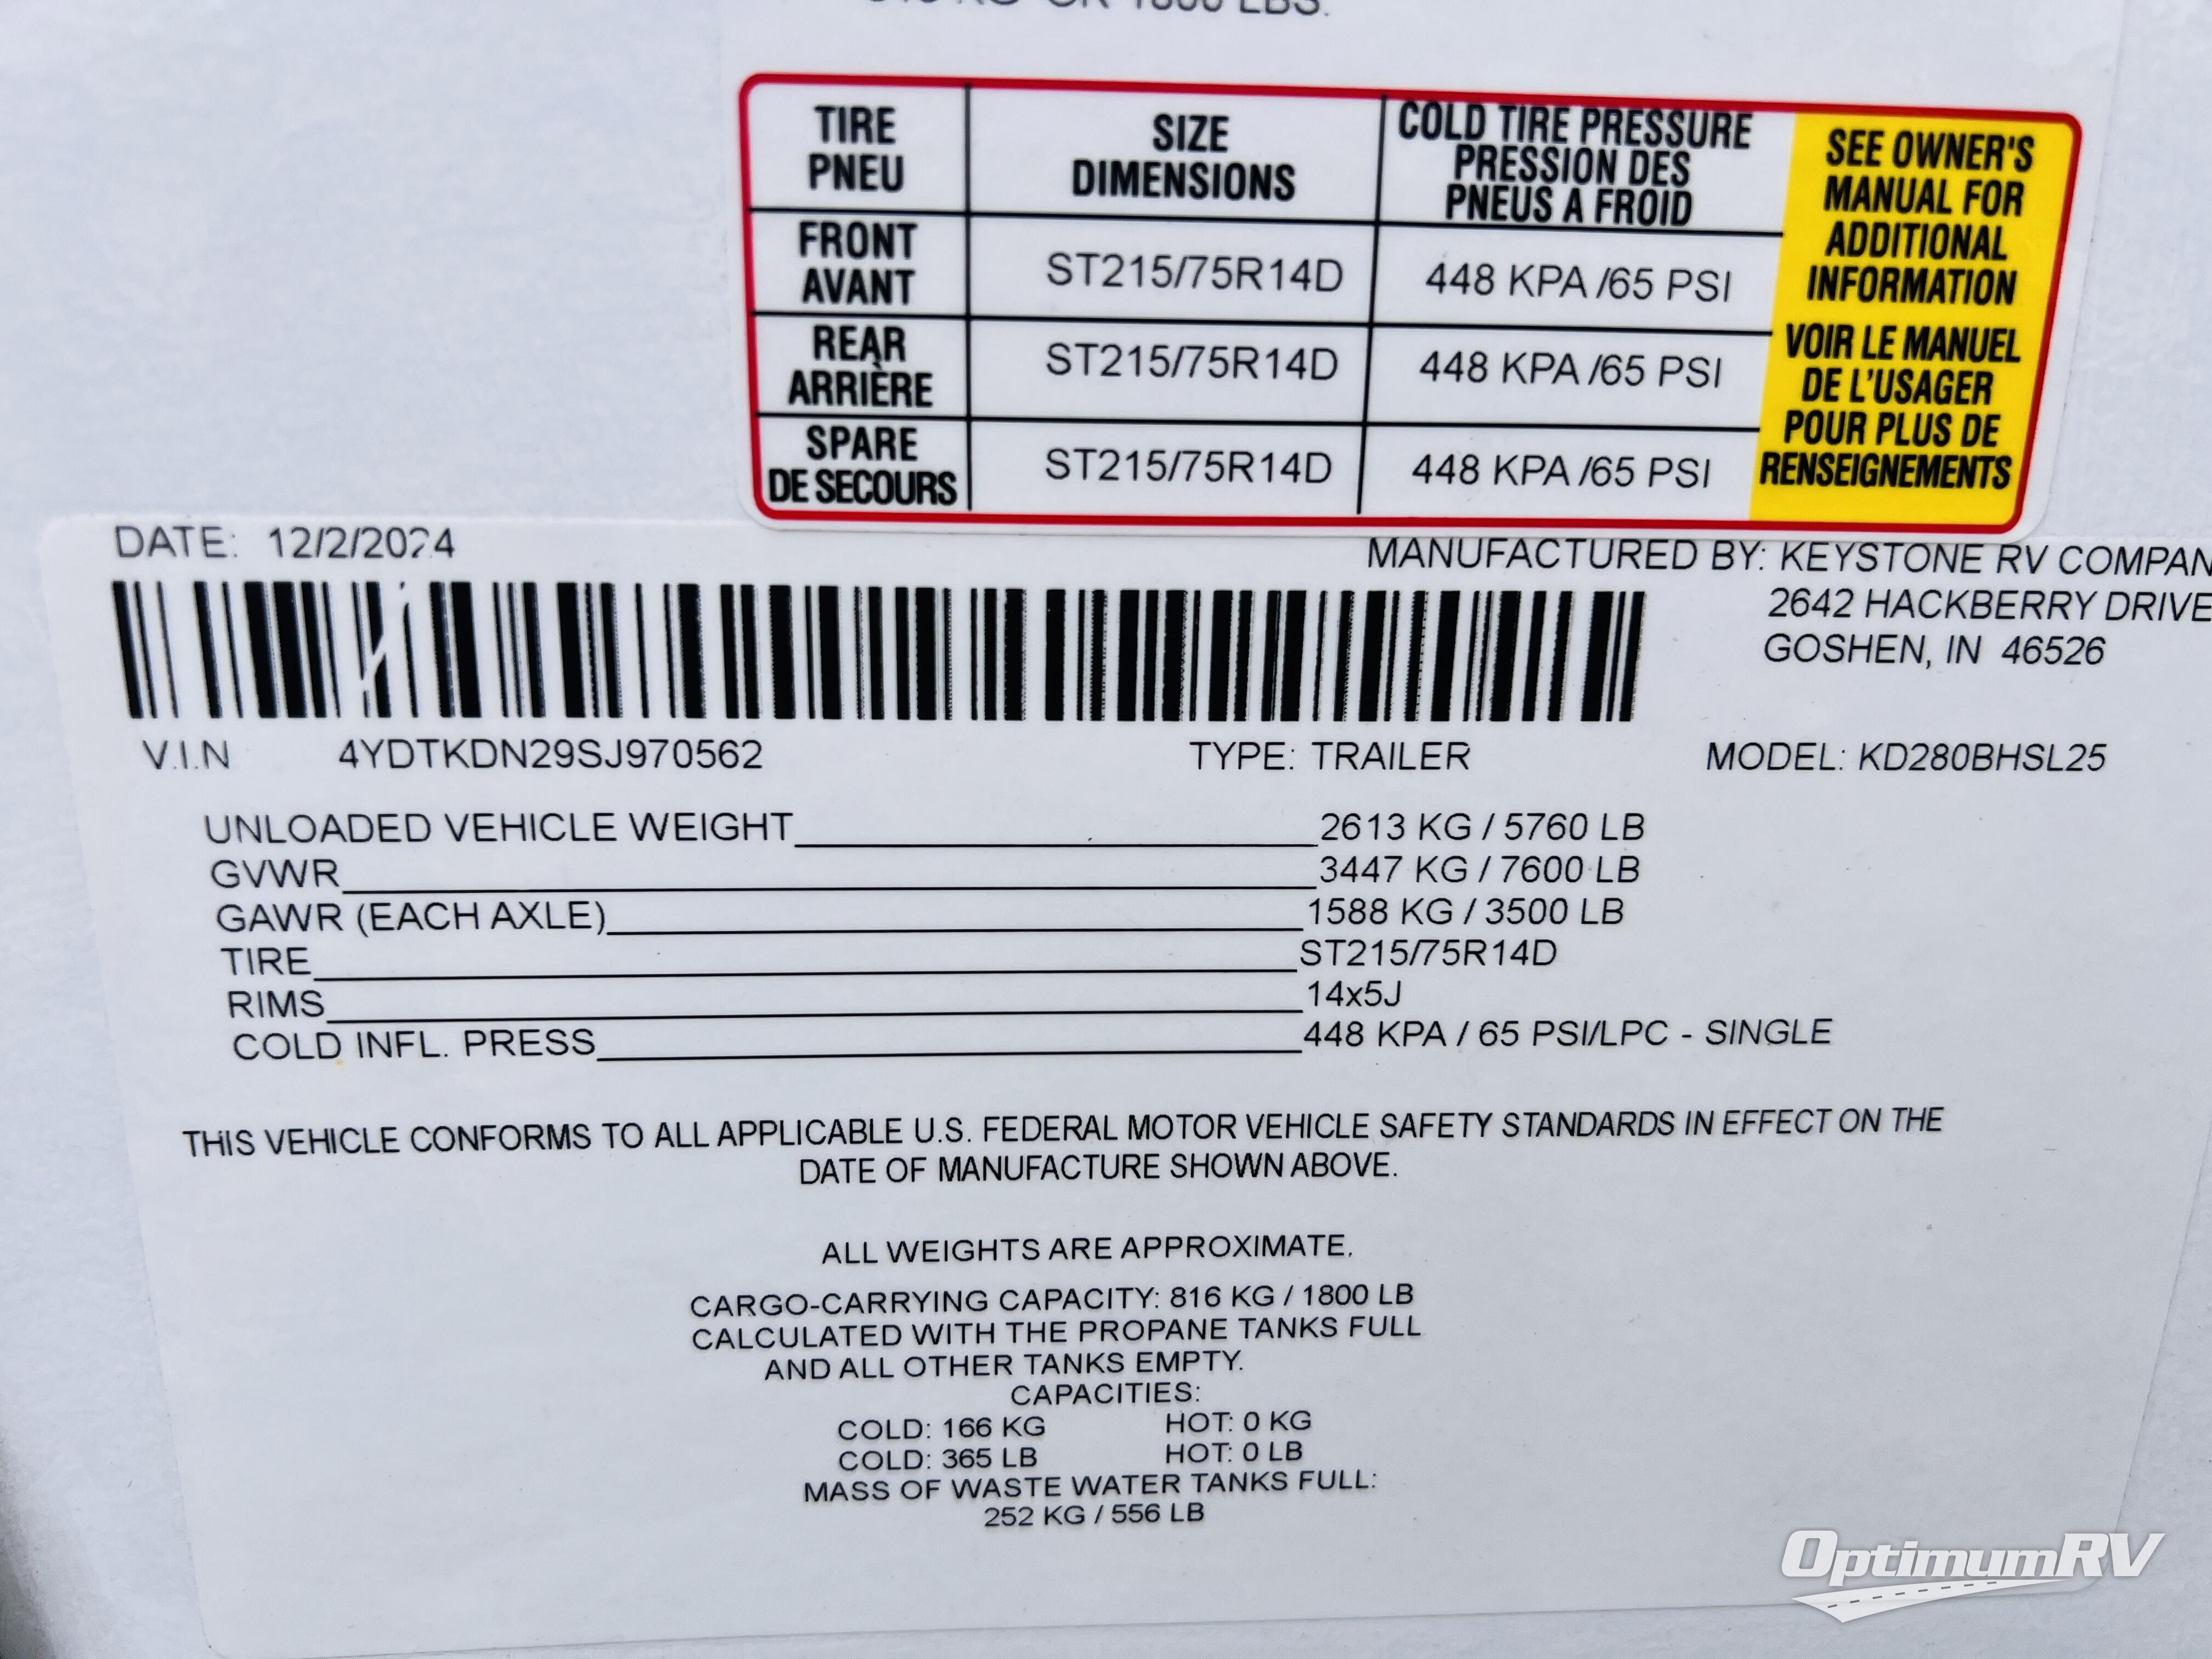 OR 1800 LBS.
TIRE
PNEU
SIZE
DIMENSIONS
COLD TIRE PRESSURE
PRESSION DES
PNEUS A FROID
FRONT
AVANT
ST215/75R14D
448 KPA /65 PSI
REAR
ARRIÈRE
ST215/75R14D
448 KPA /65 PSI
SPARE
DE SECOURS
ST215/75R14D
448 KPA /65 PSI
SEE OWNER'S
MANUAL FOR
ADDITIONAL
INFORMATION
VOIR LE MANUEL
DE L'USAGER
POUR PLUS DE
RENSEIGNEMENTS
DATE: 12/2/2024
MANUFACTURED BY: KEYSTONE RV COMPAN
2642 HACKBERRY DRIVE
GOSHEN, IN 46526
V.I.N 4YDTKDN29SJ970562 TYPE: TRAILER MODEL: KD280BHSL25
UNLOADED VEHICLE WEIGHT 2613 KG / 5760 LB
GVWR 3447 KG / 7600 LB
GAWR (EACH AXLE) 1588 KG / 3500 LB
TIRE ST215/75R14D
RIMS 14x5J
COLD INFL. PRESS 448 KPA / 65 PSI/LPC - SINGLE
THIS VEHICLE CONFORMS TO ALL APPLICABLE U.S. FEDERAL MOTOR VEHICLE SAFETY STANDARDS IN EFFECT ON THE
DATE OF MANUFACTURE SHOWN ABOVE.
ALL WEIGHTS ARE APPROXIMATE.
CARGO-CARRYING CAPACITY: 816 KG / 1800 LB
CALCULATED WITH THE PROPANE TANKS FULL
AND ALL OTHER TANKS EMPTY.
CAPACITIES:
COLD: 166 KG HOT: 0 KG
COLD: 365 LB HOT: 0 LB
MASS OF WASTE WATER TANKS FULL:
252 KG / 556 LB
OptimumRV